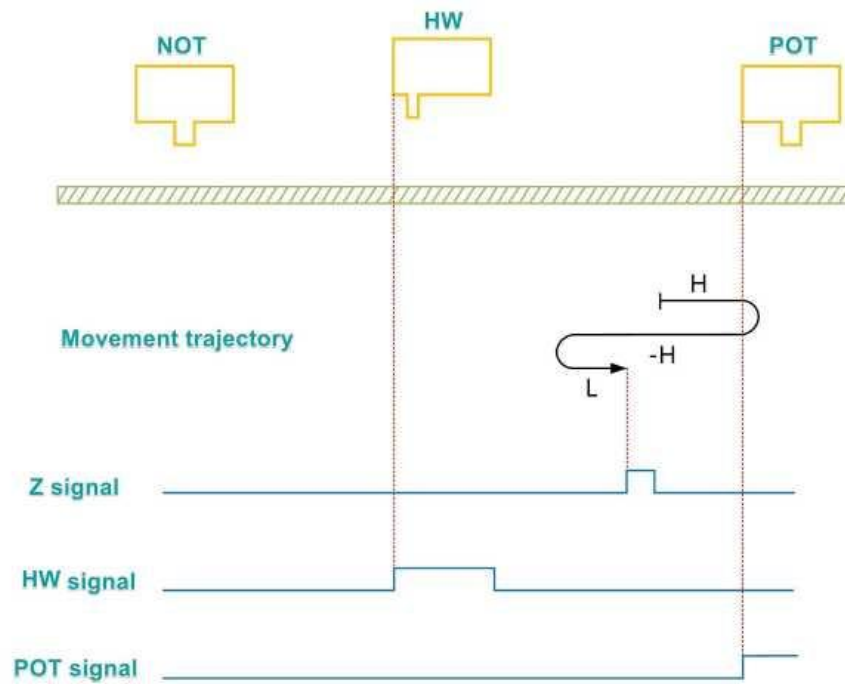 HW
NOT
POT
H
Movement trajectory
-H
L
Z signal
HW signal
POT signal